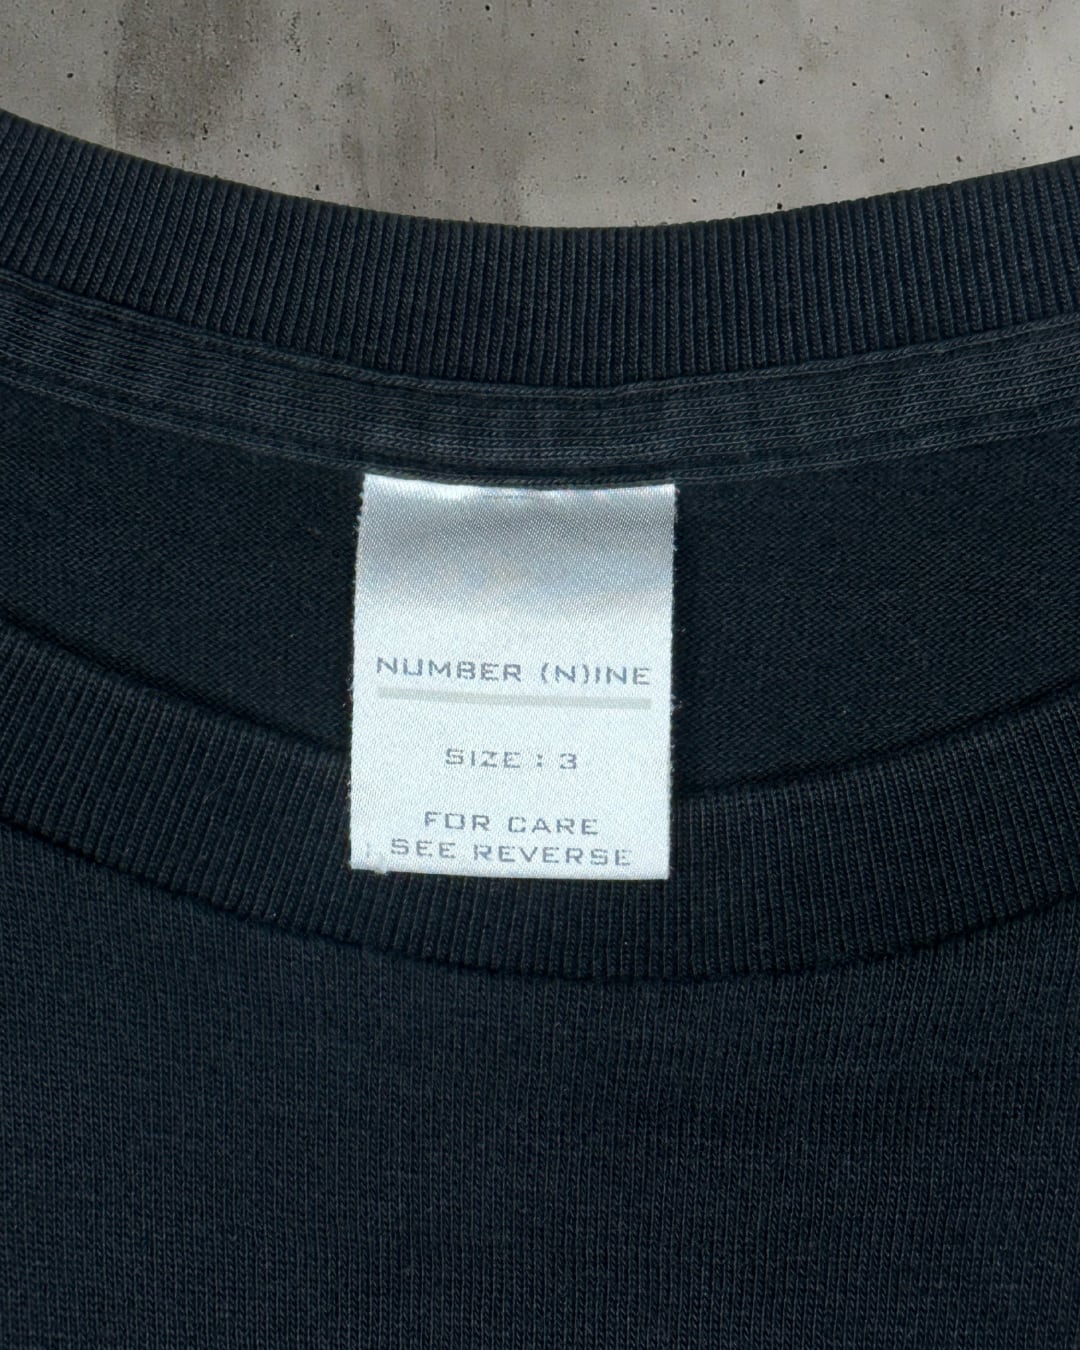 NUMBER (N)INE
SIZE : 3
FOR CARE
SEE REVERSE